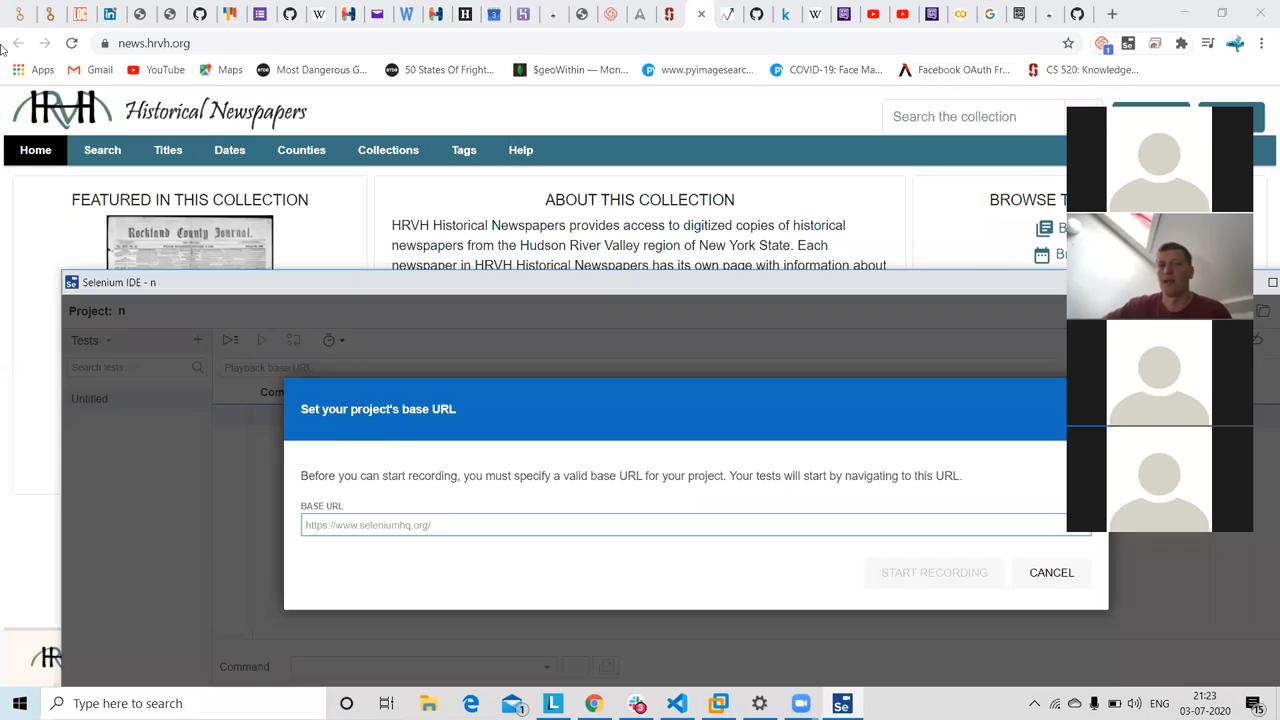 news.hrvh.org
Apps
Gmail
YouTube
Maps
Most Dangerous G...
50 States Of Fright...
$geoWithin — Mon...
www.pyimagesearc...
COVID-19: Face Ma...
Facebook OAuth Fr...
CS 520: Knowledge...
HRVH Historical Newspapers
Search the collection
Home
Search
Titles
Dates
Counties
Collections
Tags
Help
FEATURED IN THIS COLLECTION
Rockland County Journal.
ABOUT THIS COLLECTION
HRVH Historical Newspapers provides access to digitized copies of historical
newspapers from the Hudson River Valley region of New York State. Each
newspaper in HRVH Historical Newspapers has its own page with information about
BROWSE T
B
Br
Selenium IDE - n
Project: n
Tests
Search tests...
Playback base URL
Untitled
Com
Set your project's base URL
Before you can start recording, you must specify a valid base URL for your project. Your tests will start by navigating to this URL.
BASE URL
https://www.seleniumhq.org/
START RECORDING
CANCEL
Command
HRVH
Type here to search
ENG
21:23
03-07-2020